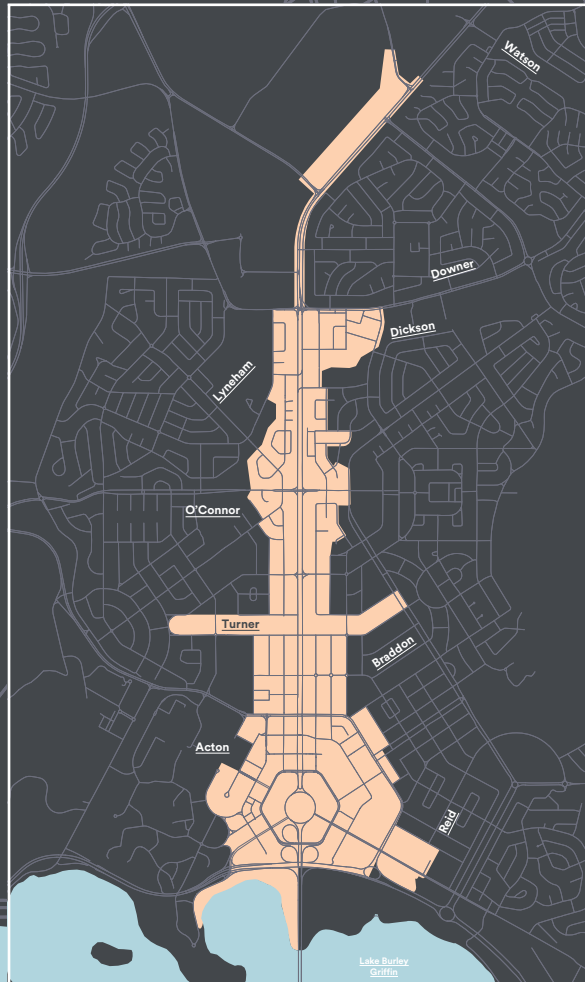 Watson
Downer
Dickson
Lyneham
O'Connor
Turner
Braddon
Acton
Reid
Lake Burley
Griffin